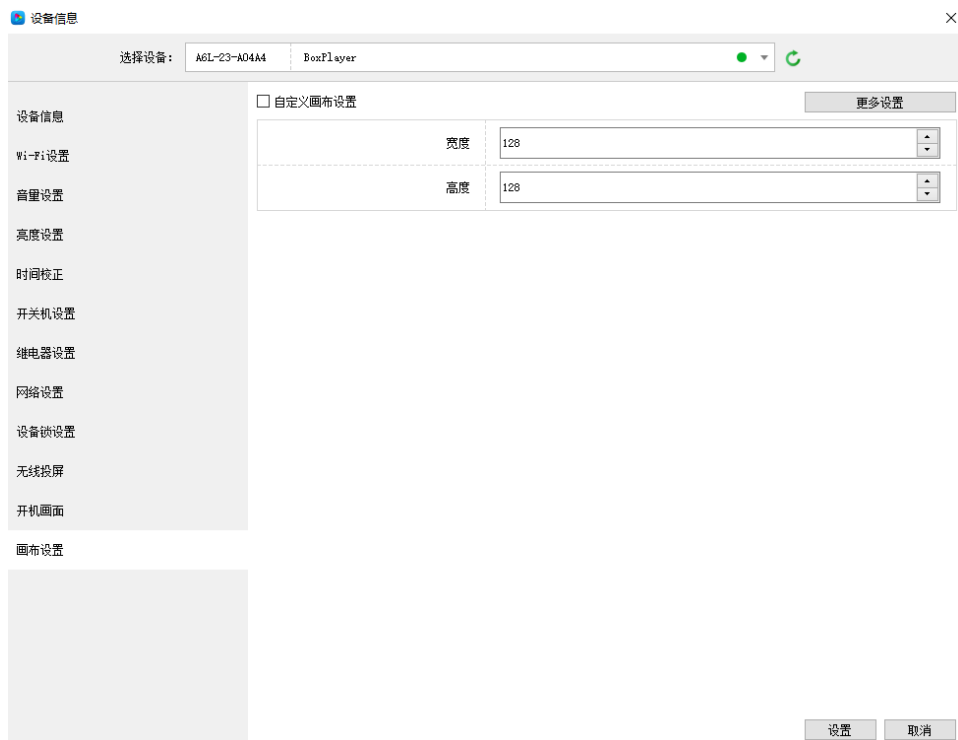 设备信息
选择设备： A6L-23-A04A4 BoxPlayer
设备信息
Wi-Fi设置
音量设置
亮度设置
时间校正
开关机设置
继电器设置
网络设置
设备锁设置
无线投屏
开机画面
画布设置
自定义画布设置 更多设置
宽度 128
高度 128
设置 取消